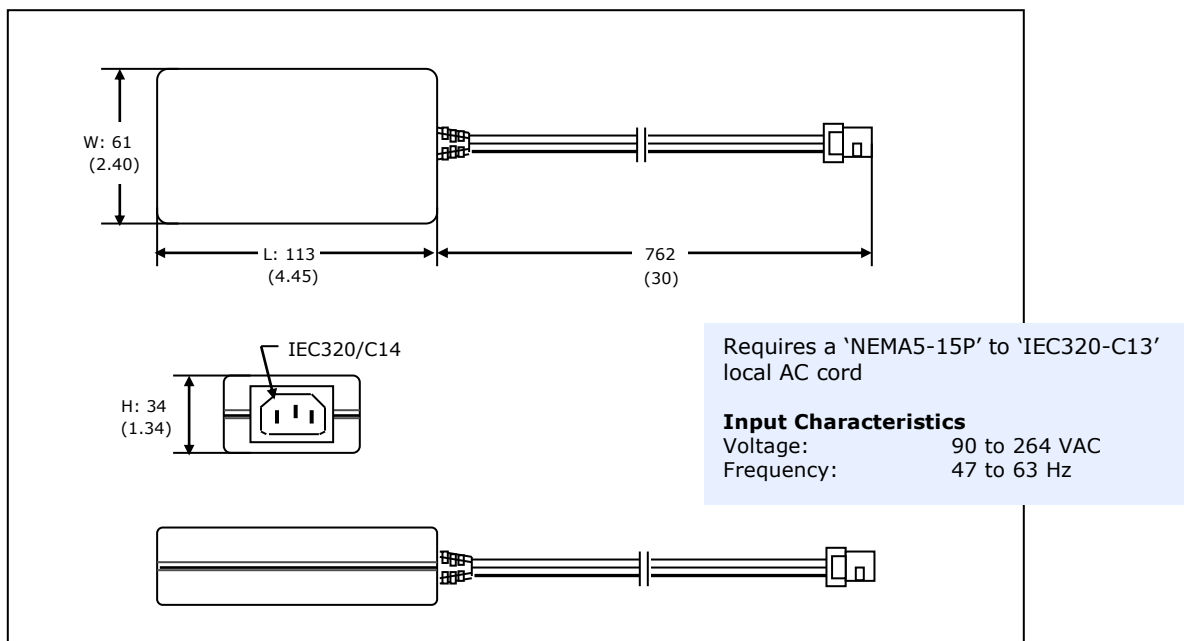 W: 61
(2.40)
L: 113
(4.45)
762
(30)
IEC320/C14
H: 34
(1.34)
Requires a ‘NEMA5-15P’ to ‘IEC320-C13’
local AC cord
Input Characteristics
Voltage: 90 to 264 VAC
Frequency: 47 to 63 Hz